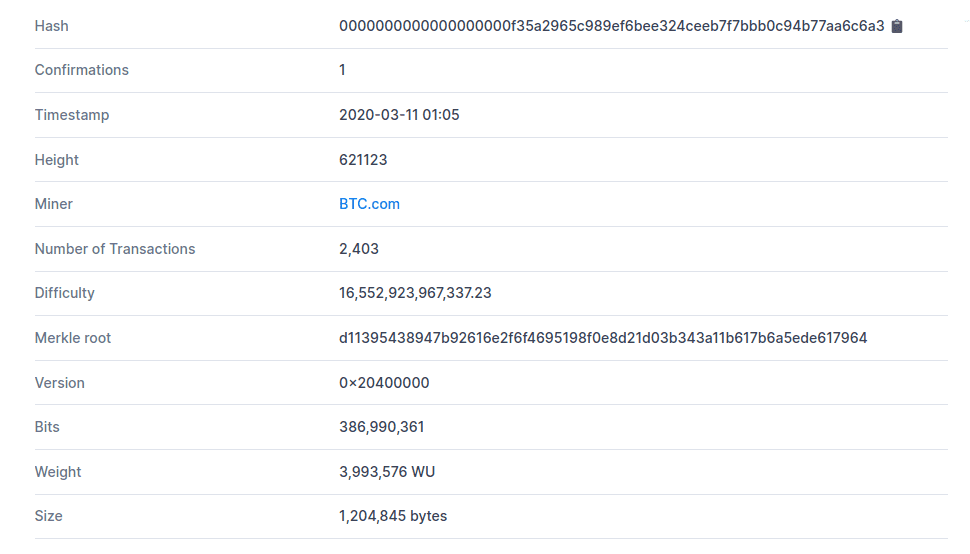 Hash 0000000000000000000f35a2965c989ef6bee324ceeb7f7bbb0c94b77aa6c6a3
Confirmations 1
Timestamp 2020-03-11 01:05
Height 621123
Miner BTC.com
Number of Transactions 2,403
Difficulty 16,552,923,967,337.23
Merkle root d11395438947b92616e2f6f4695198f0e8d21d03b343a11b617b6a5ede617964
Version 0×20400000
Bits 386,990,361
Weight 3,993,576 WU
Size 1,204,845 bytes